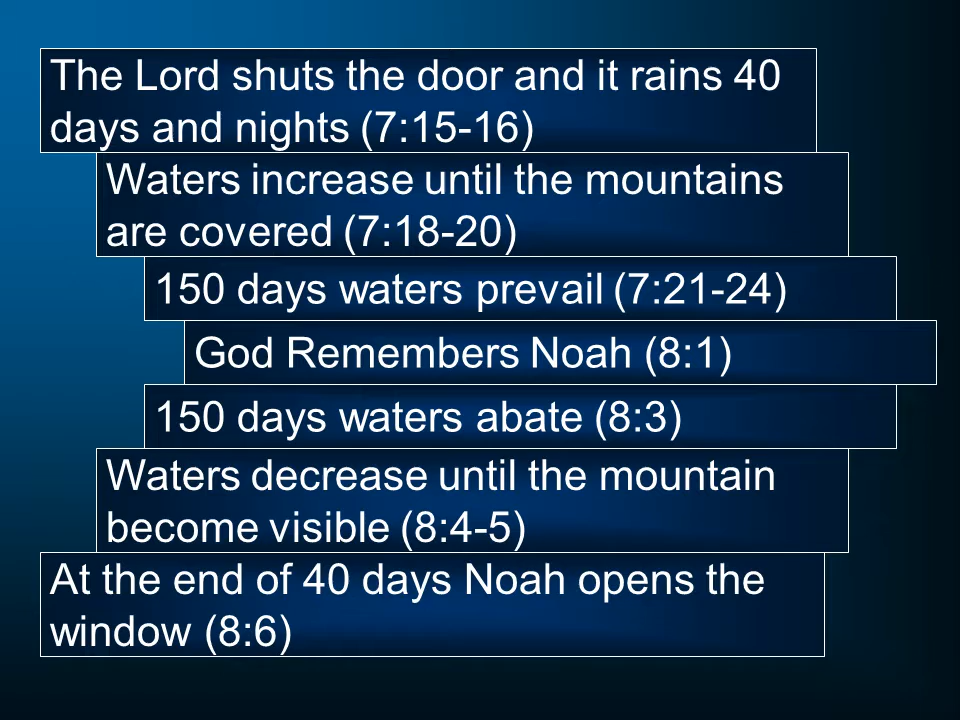 The Lord shuts the door and it rains 40
days and nights (7:15-16)
Waters increase until the mountains
are covered (7:18-20)
150 days waters prevail (7:21-24)
God Remembers Noah (8:1)
150 days waters abate (8:3)
Waters decrease until the mountain
become visible (8:4-5)
At the end of 40 days Noah opens the
window (8:6)